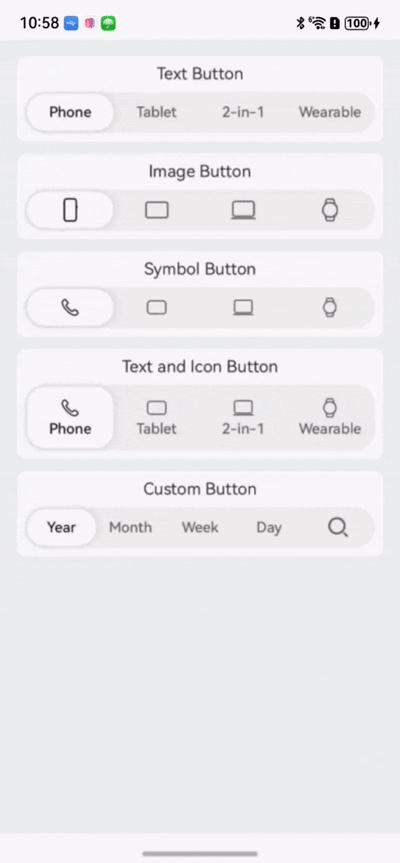 10:58
6
100
Text Button
Phone Tablet 2-in-1 Wearable
Image Button
Symbol Button
Text and Icon Button
Phone Tablet 2-in-1 Wearable
Custom Button
Year Month Week Day